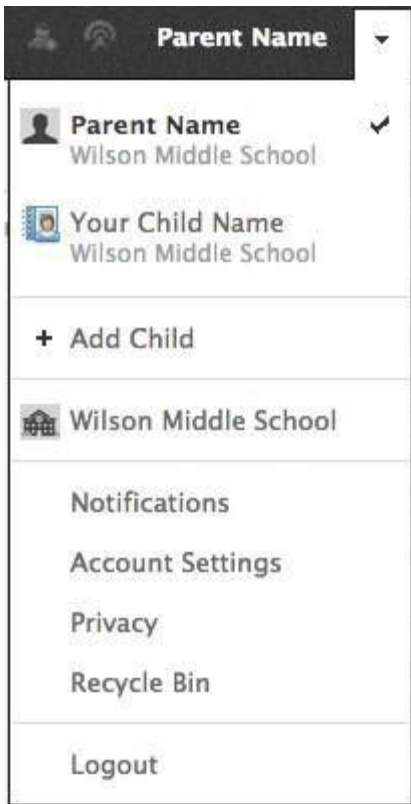 Parent Name
Parent Name
Wilson Middle School
Your Child Name
Wilson Middle School
+ Add Child
Wilson Middle School
Notifications
Account Settings
Privacy
Recycle Bin
Logout